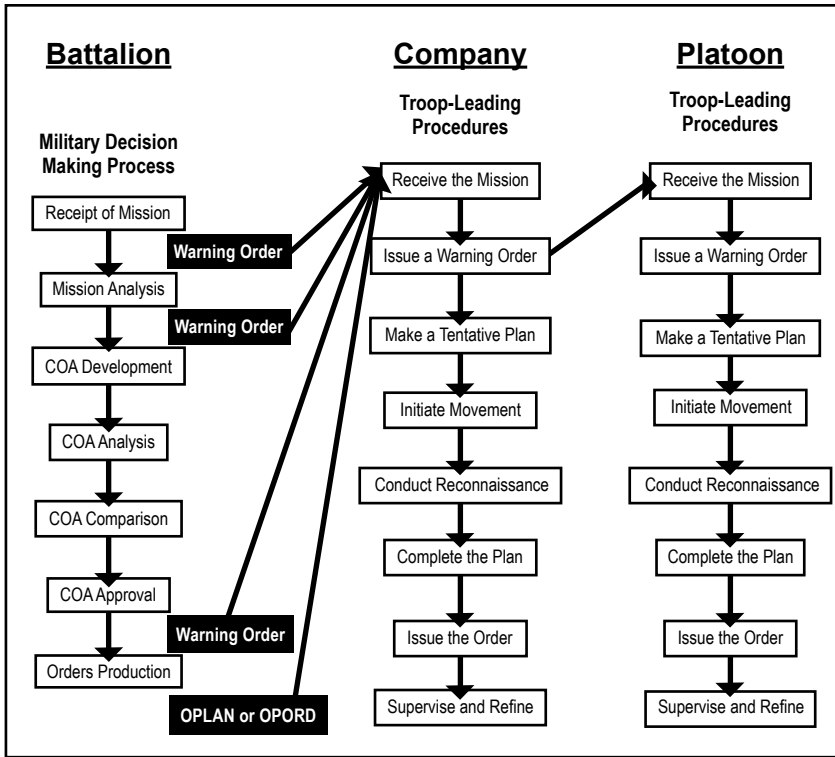 Battalion
Military Decision
Making Process
Receipt of Mission
Mission Analysis
COA Development
COA Analysis
COA Comparison
COA Approval
Orders Production
Warning Order
Warning Order
Warning Order
OPLAN or OPORD
Company
Troop-Leading
Procedures
Receive the Mission
Issue a Warning Order
Make a Tentative Plan
Initiate Movement
Conduct Reconnaissance
Complete the Plan
Issue the Order
Supervise and Refine
Platoon
Troop-Leading
Procedures
Receive the Mission
Issue a Warning Order
Make a Tentative Plan
Initiate Movement
Conduct Reconnaissance
Complete the Plan
Issue the Order
Supervise and Refine